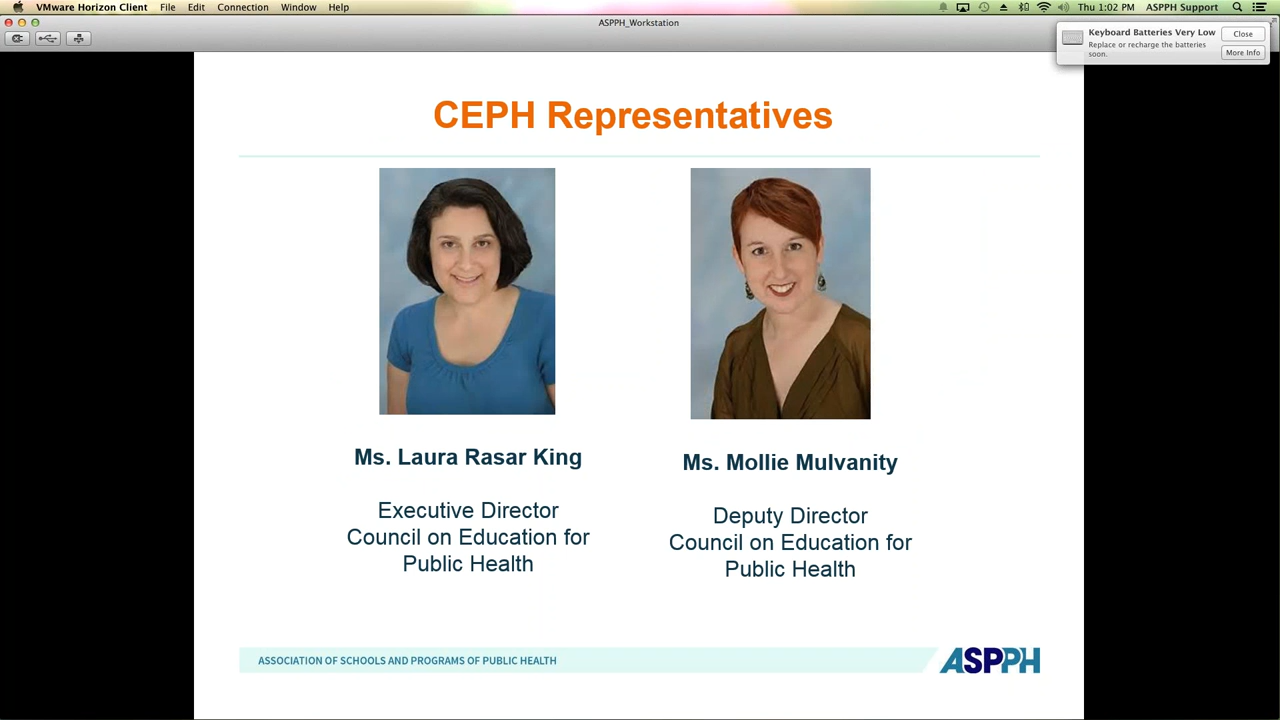 VMware Horizon Client File Edit Connection Window Help Thu 1:02 PM ASPPH Support
ASPPH_Workstation
Keyboard Batteries Very Low
Replace or recharge the batteries
soon.
Close
More Info
CEPH Representatives
Ms. Laura Rasar King
Executive Director
Council on Education for
Public Health
Ms. Mollie Mulvanity
Deputy Director
Council on Education for
Public Health
ASSOCIATION OF SCHOOLS AND PROGRAMS OF PUBLIC HEALTH
ASPPH